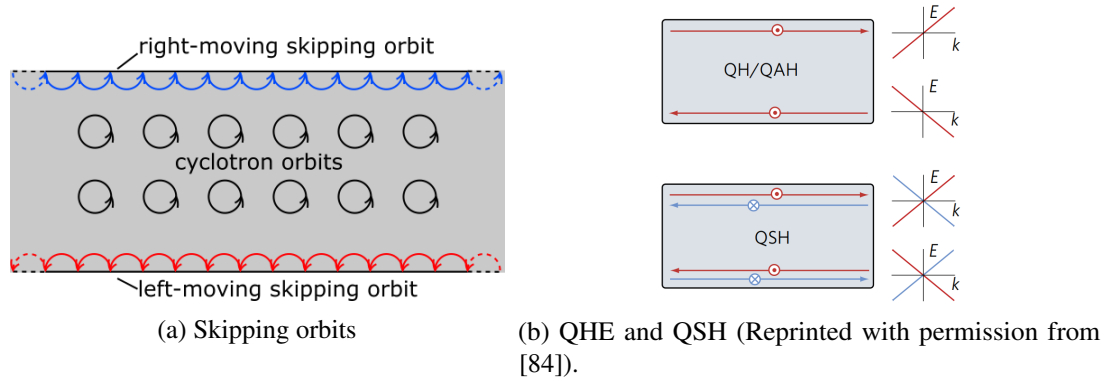 right-moving skipping orbit
cyclotron orbits
left-moving skipping orbit
(a) Skipping orbits
QH/QAH
E
k
E
k
QSH
E
k
E
k
(b) QHE and QSH (Reprinted with permission from
[84]).